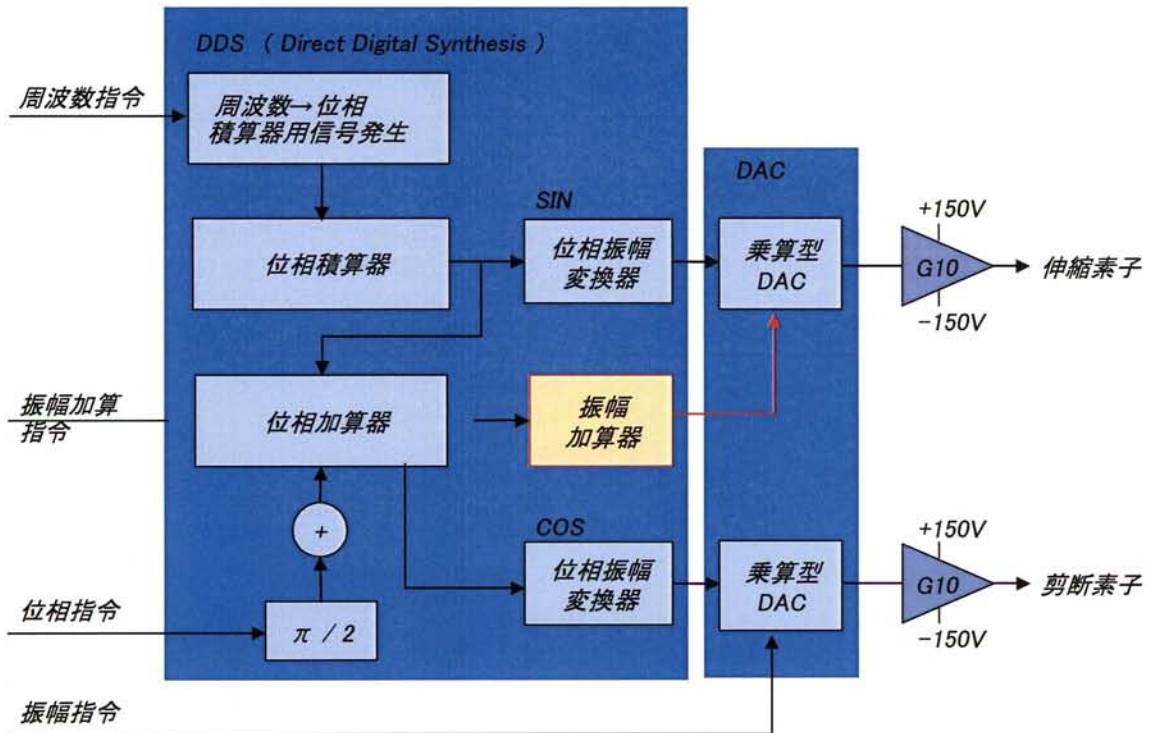 DDS ( Direct Digital Synthesis )
周波数指令
周波数→位相
積算器用信号発生
DAC
SIN
+150V
位相積算器
位相振幅
変換器
乗算型
DAC
G10
伸縮素子
-150V
振幅加算
指令
位相加算器
振幅
加算器
+
COS
+150V
位相振幅
変換器
乗算型
DAC
G10
剪断素子
位相指令
π / 2
-150V
振幅指令